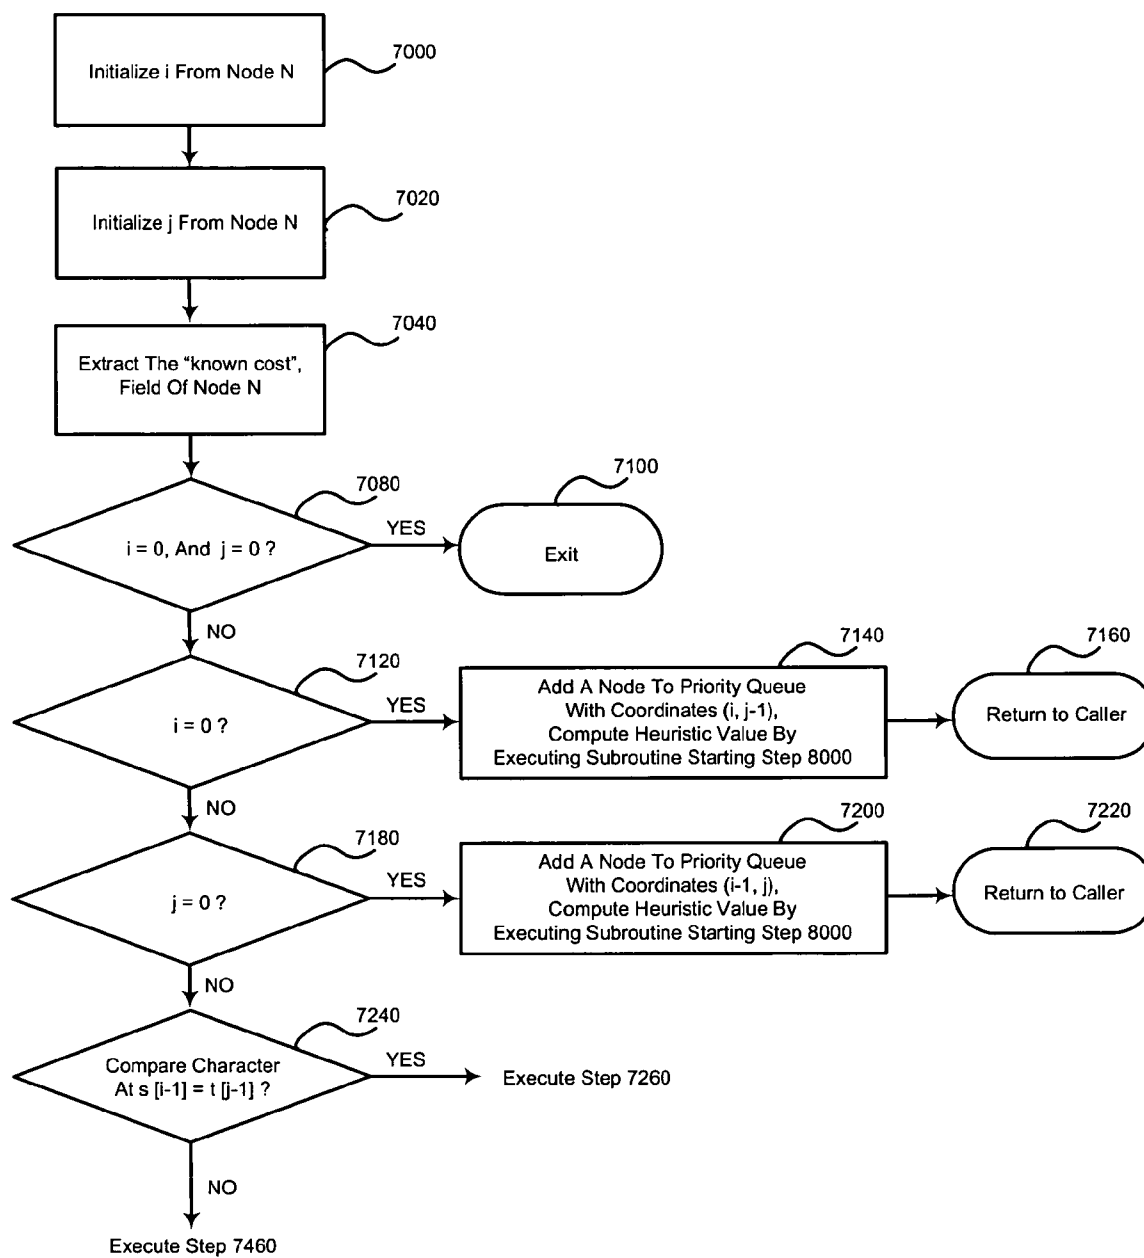 7000
Initialize i From Node N
7020
Initialize j From Node N
7040
Extract The “known cost”,
Field Of Node N
7080
i = 0, And j = 0 ?
YES
7100
Exit
NO
7120
i = 0 ?
YES
7140
Add A Node To Priority Queue
With Coordinates (i, j-1),
Compute Heuristic Value By
Executing Subroutine Starting Step 8000
7160
Return to Caller
NO
7180
j = 0 ?
YES
7200
Add A Node To Priority Queue
With Coordinates (i-1, j),
Compute Heuristic Value By
Executing Subroutine Starting Step 8000
7220
Return to Caller
NO
7240
Compare Character
At s [i-1] = t [j-1] ?
YES
Execute Step 7260
NO
Execute Step 7460